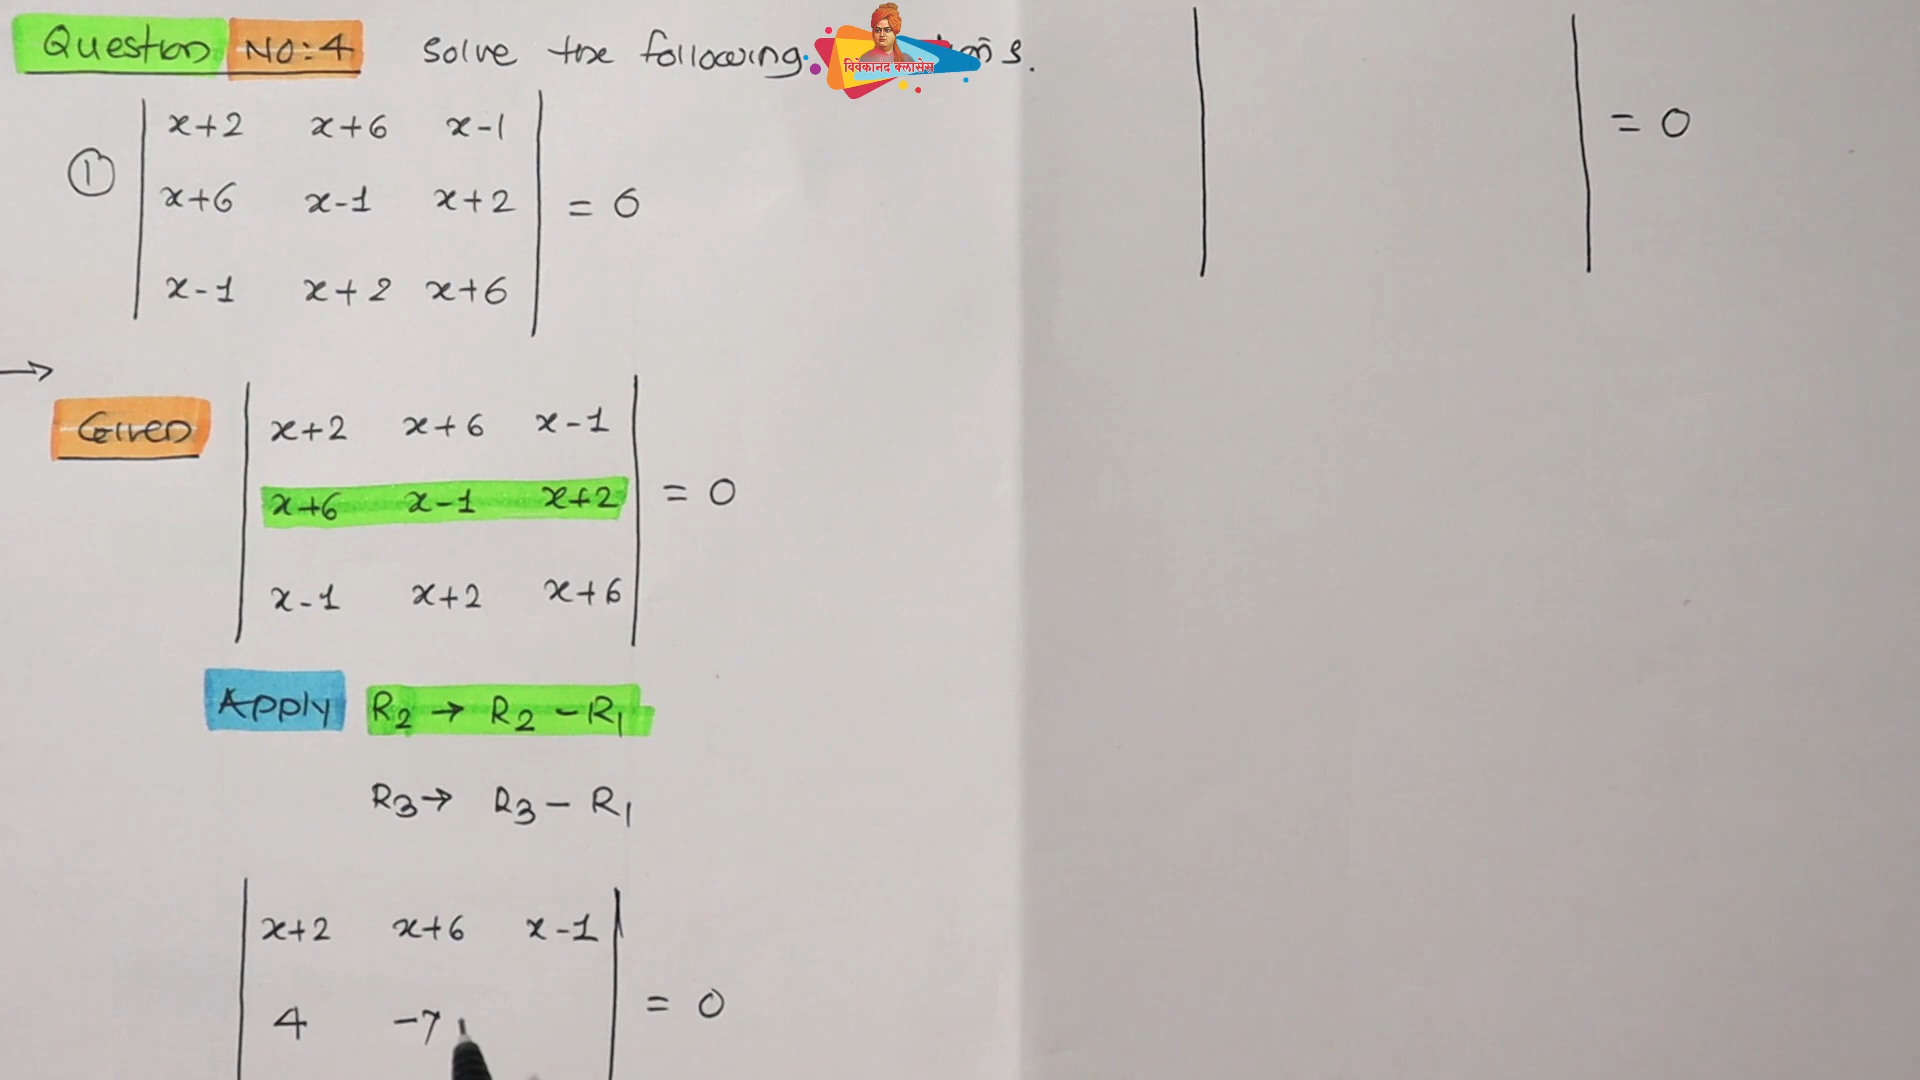 Question NO:4 Solve the following
विवेकानंद क्लासेस
① | x+2 x+6 x-1 |
| x+6 x-1 x+2 | = 0
| x-1 x+2 x+6 |
→
Given | x+2 x+6 x-1 |
| x+6 x-1 x+2 | = 0
| x-1 x+2 x+6 |
Apply R₂ → R₂ - R₁
R₃ → R₃ - R₁
| x+2 x+6 x-1 |
| 4 -7 | = 0
| | = 0